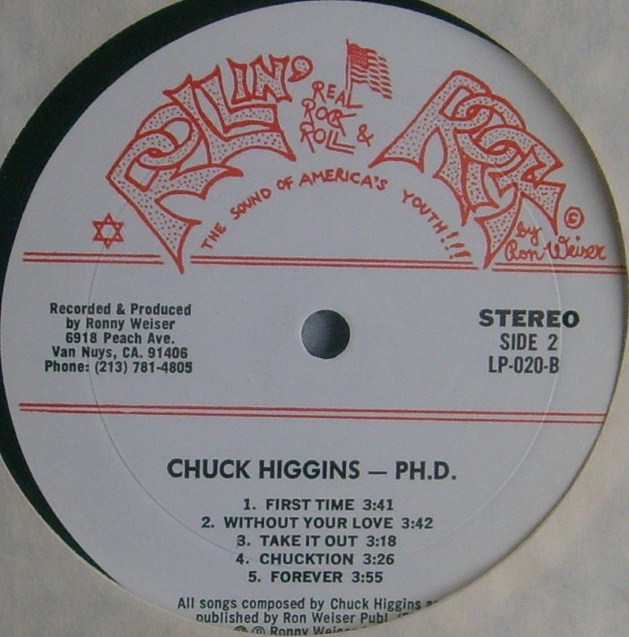 ROLLIN' ROCK
REAL
ROCK
&
ROLL
THE SOUND OF AMERICA'S YOUTH!!!!
©
by
Ron Weiser
Recorded & Produced
by Ronny Weiser
6918 Peach Ave.
Van Nuys, CA. 91406
Phone: (213) 781-4805
STEREO
SIDE 2
LP-020-B
CHUCK HIGGINS — PH.D.
1. FIRST TIME 3:41
2. WITHOUT YOUR LOVE 3:42
3. TAKE IT OUT 3:18
4. CHUCKTION 3:26
5. FOREVER 3:55
All songs composed by Chuck Higgins
published by Ron Weiser Publ.
Ronny Weiser